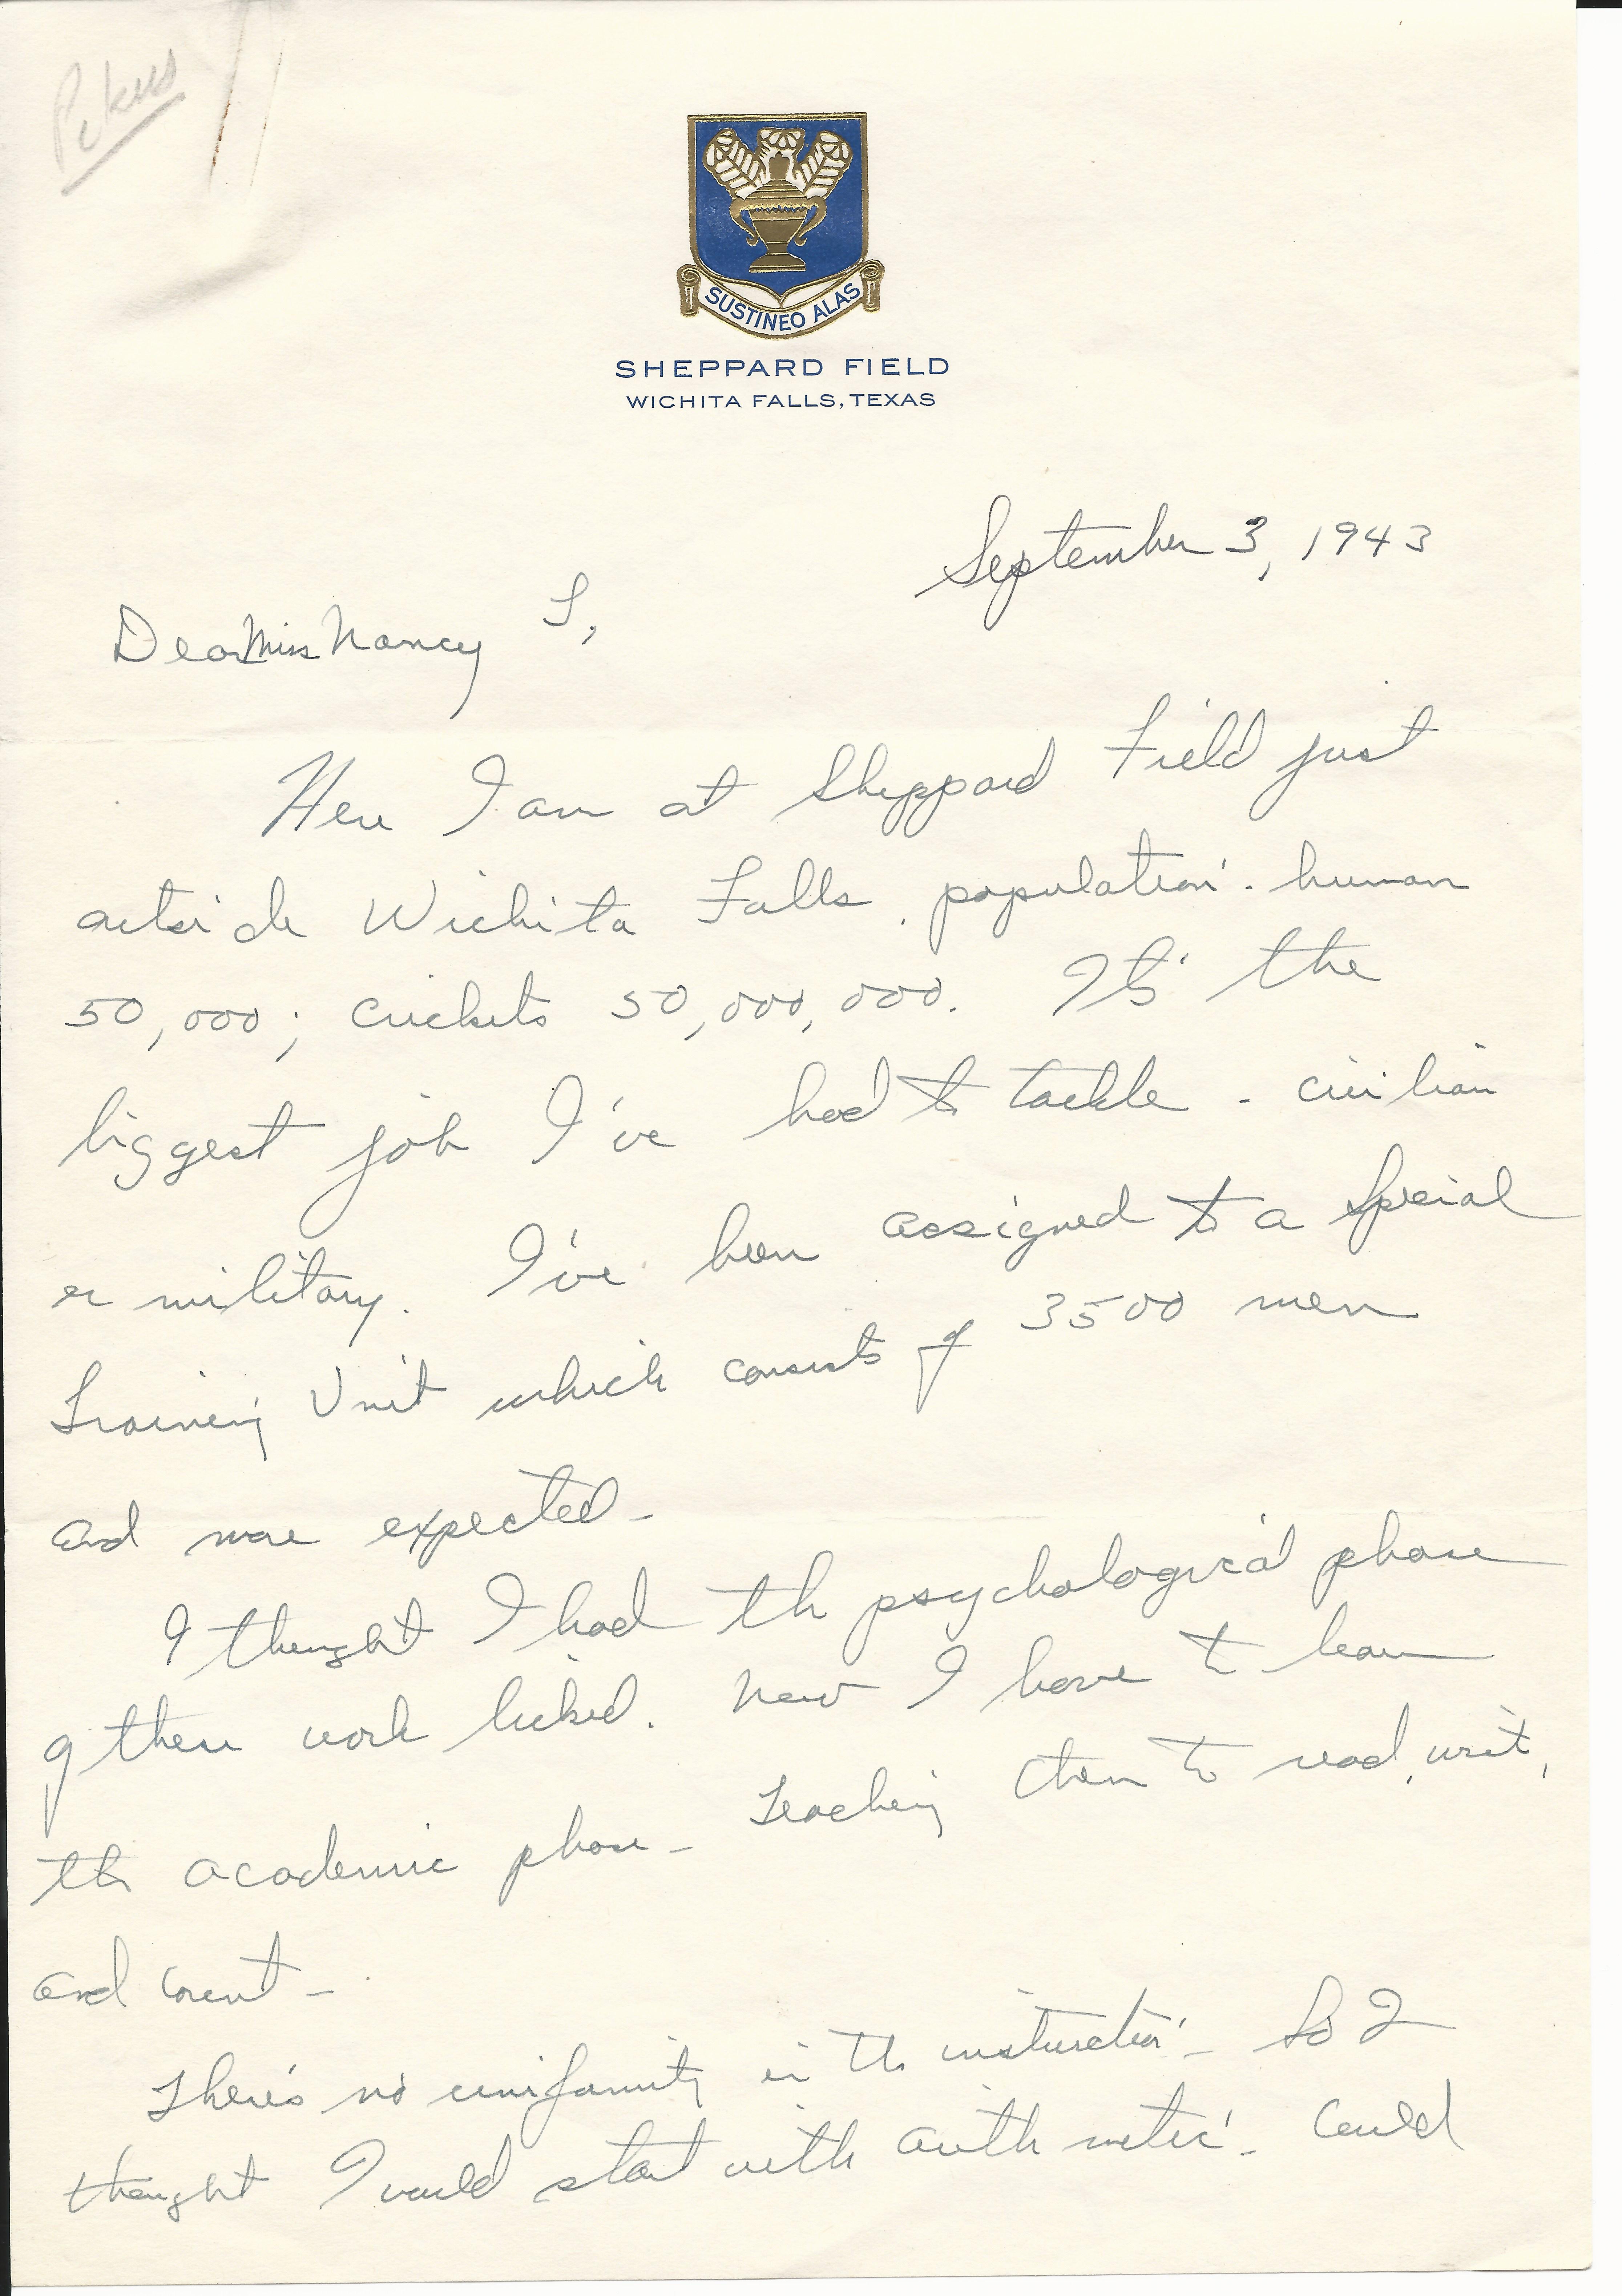 Pekus
SUSTINEO ALAS
SHEPPARD FIELD
WICHITA FALLS, TEXAS
September 3, 1943
Dear Miss Nancy T,
Here I am at Sheppard Field just
outside Wichita Falls, population - human
50,000; crickets 50,000,000. Its' the
biggest job I've had to tackle - civilian
or military. I've been assigned to a Special
Training Unit which consists of 3500 men
and more expected -
I thought I had the psychological phase
of their work licked. Now I have to learn
the academic phase - Teaching them to read, write,
and count -
There's no uniformity in the instruction - So I
thought I would start with arithmetic - Could